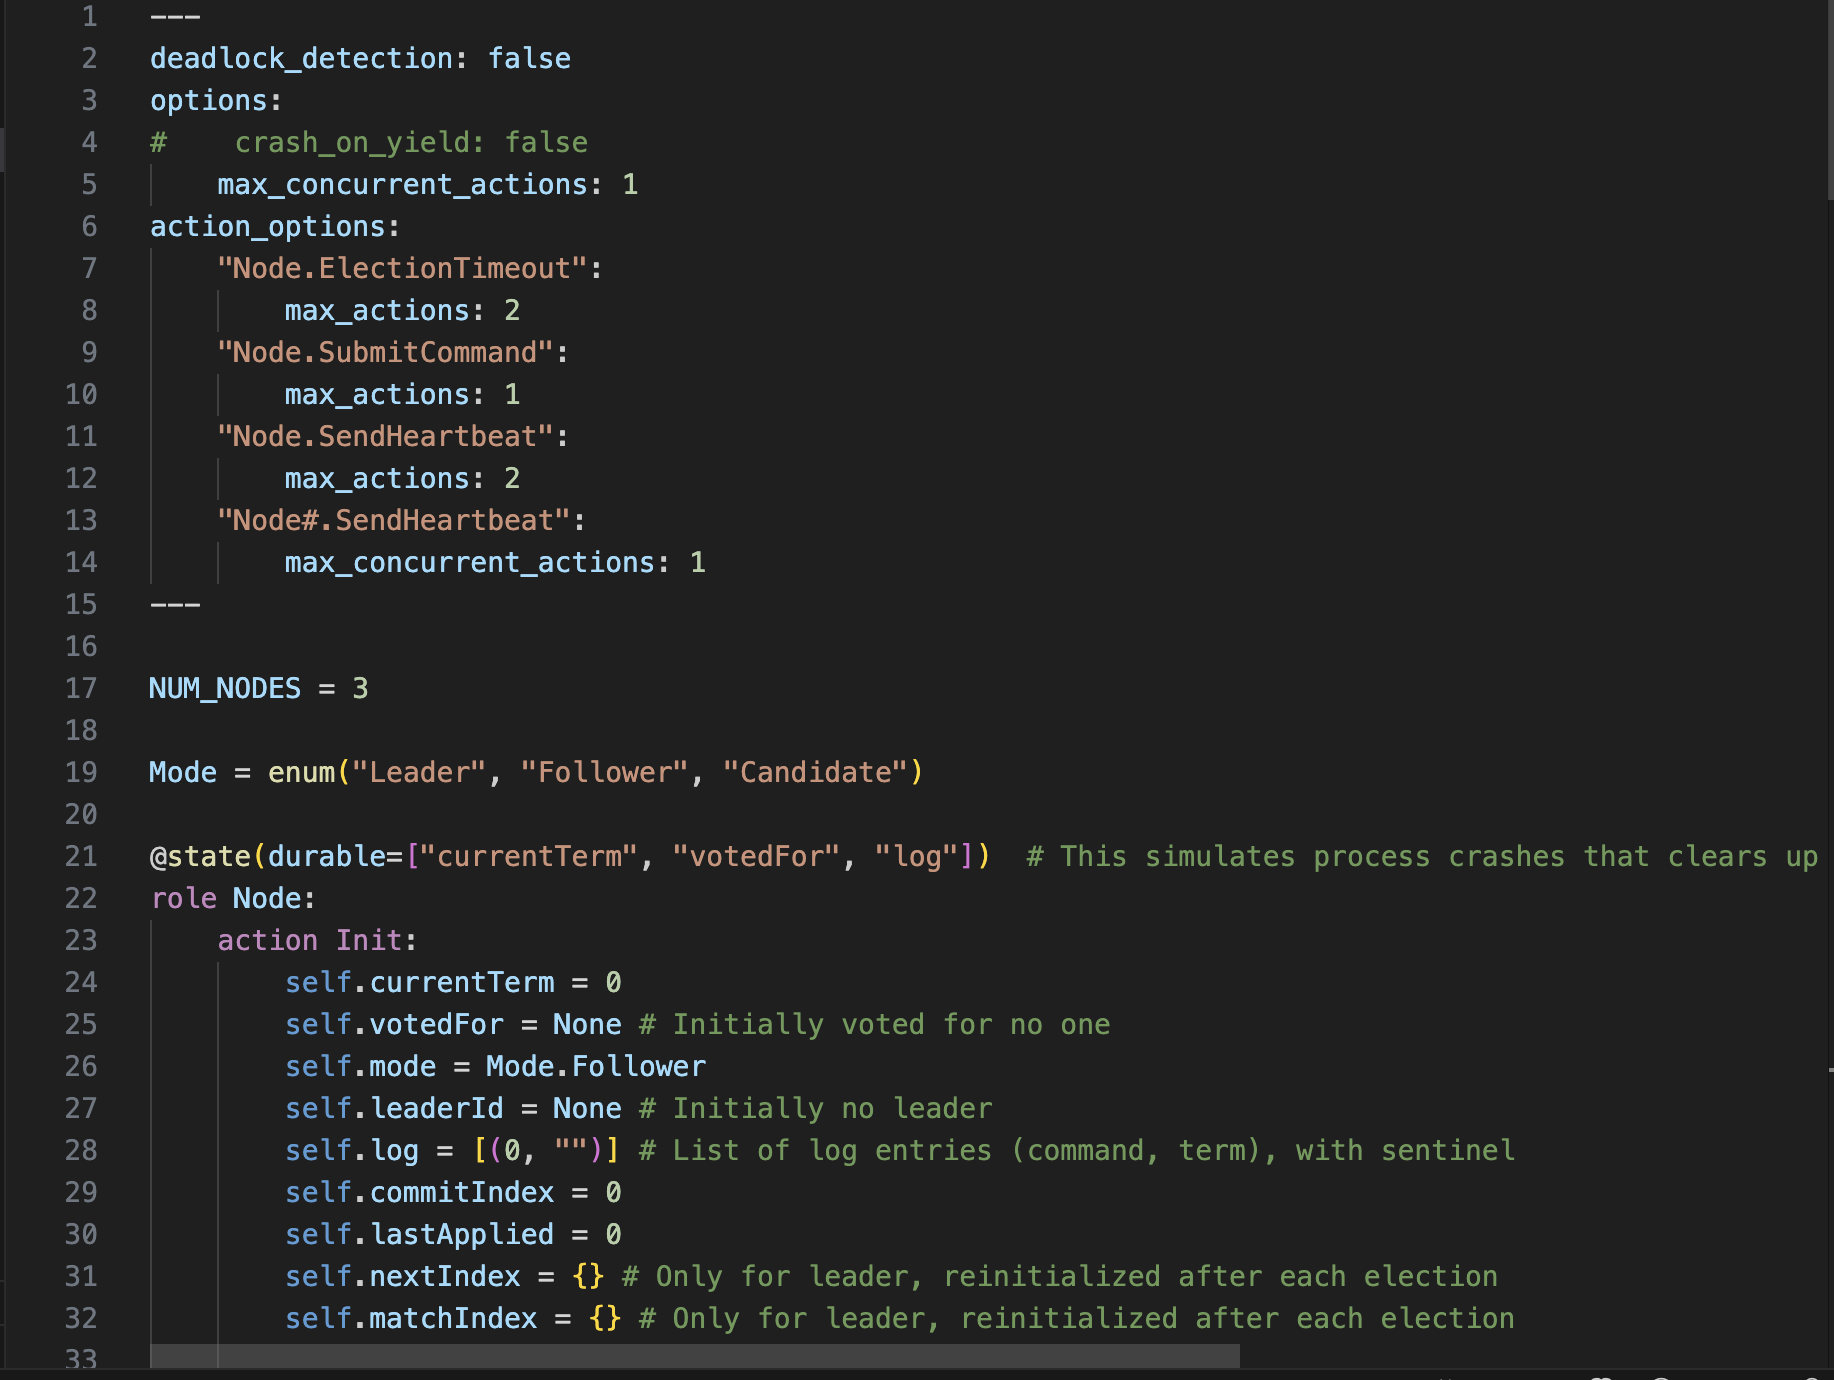 1 ---
2 deadlock_detection: false
3 options:
4 #    crash_on_yield: false
5     max_concurrent_actions: 1
6 action_options:
7     "Node.ElectionTimeout":
8         max_actions: 2
9     "Node.SubmitCommand":
10         max_actions: 1
11     "Node.SendHeartbeat":
12         max_actions: 2
13     "Node#.SendHeartbeat":
14         max_concurrent_actions: 1
15 ---
16
17 NUM_NODES = 3
18
19 Mode = enum("Leader", "Follower", "Candidate")
20
21 @state(durable=["currentTerm", "votedFor", "log"])  # This simulates process crashes that clears up
22 role Node:
23     action Init:
24         self.currentTerm = 0
25         self.votedFor = None # Initially voted for no one
26         self.mode = Mode.Follower
27         self.leaderId = None # Initially no leader
28         self.log = [(0, "")] # List of log entries (command, term), with sentinel
29         self.commitIndex = 0
30         self.lastApplied = 0
31         self.nextIndex = {} # Only for leader, reinitialized after each election
32         self.matchIndex = {} # Only for leader, reinitialized after each election
33